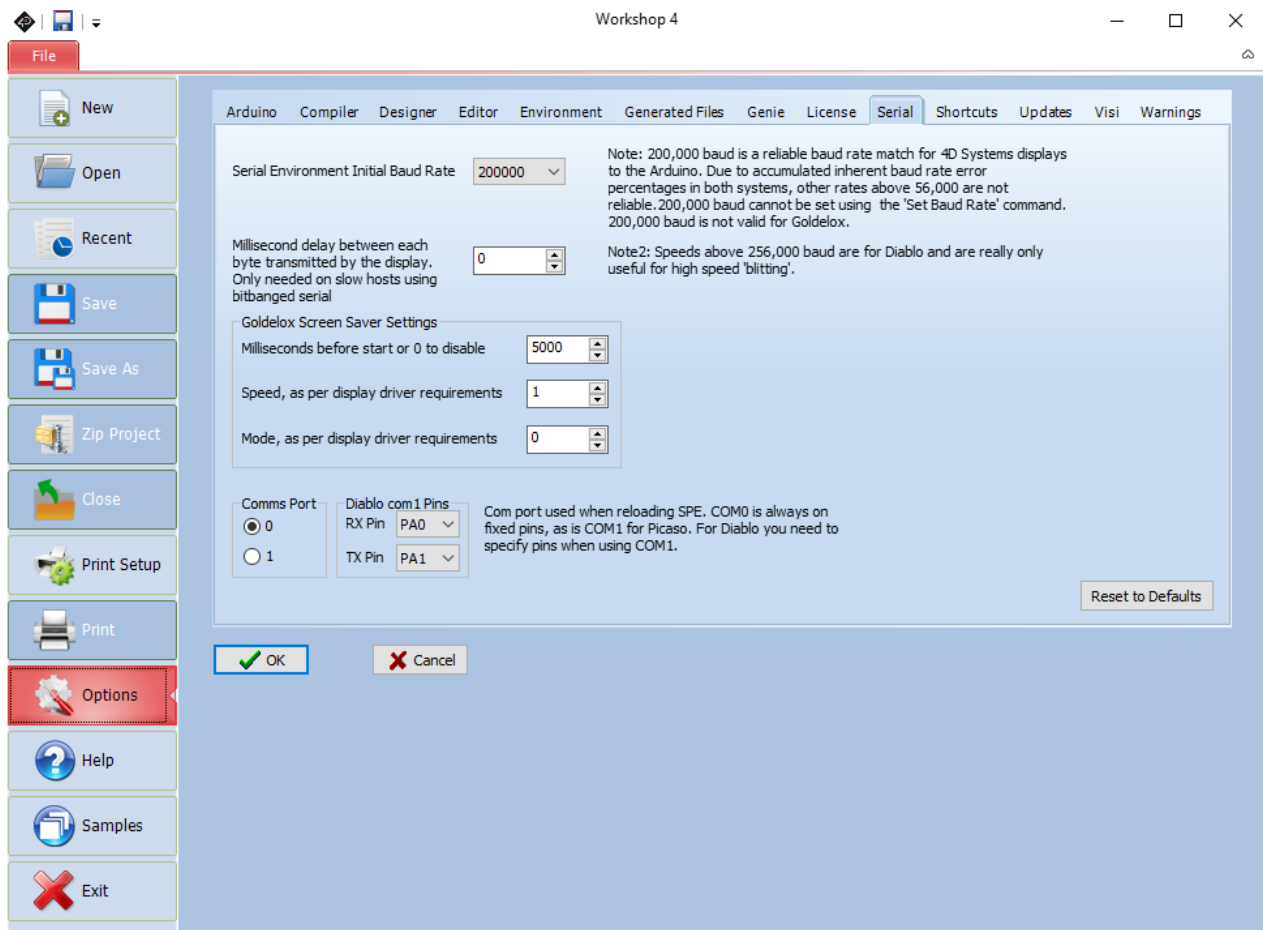 Workshop 4
File
New
Open
Recent
Save
Save As
Zip Project
Close
Print Setup
Print
Options
Help
Samples
Exit
Arduino Compiler Designer Editor Environment Generated Files Genie License Serial Shortcuts Updates Visi Warnings
Serial Environment Initial Baud Rate 200000
Note: 200,000 baud is a reliable baud rate match for 4D Systems displays
to the Arduino. Due to accumulated inherent baud rate error
percentages in both systems, other rates above 56,000 are not
reliable.200,000 baud cannot be set using the 'Set Baud Rate' command.
200,000 baud is not valid for Goldelox.
Millisecond delay between each
byte transmitted by the display.
Only needed on slow hosts using
bitbanged serial
0
Note2: Speeds above 256,000 baud are for Diablo and are really only
useful for high speed 'blitting'.
Goldelox Screen Saver Settings
Milliseconds before start or 0 to disable 5000
Speed, as per display driver requirements 1
Mode, as per display driver requirements 0
Comms Port
0
1
Diablo com1 Pins
RX Pin PA0
TX Pin PA1
Com port used when reloading SPE. COM0 is always on
fixed pins, as is COM1 for Picaso. For Diablo you need to
specify pins when using COM1.
Reset to Defaults
OK Cancel